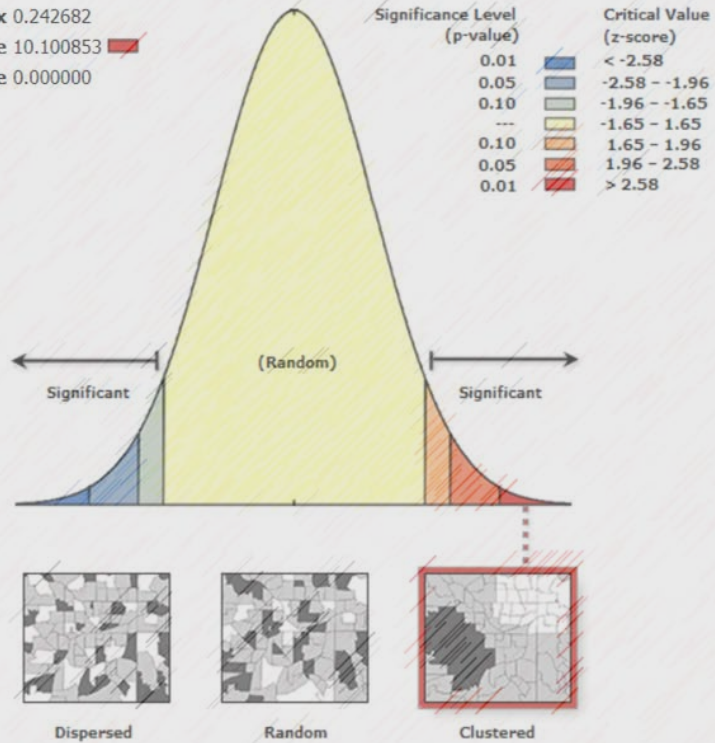 x 0.242682
e 10.100853
e 0.000000
Significance Level
(p-value)
Critical Value
(z-score)
0.01 < -2.58
0.05 -2.58 – -1.96
0.10 -1.96 – -1.65
--- -1.65 – 1.65
0.10 1.65 – 1.96
0.05 1.96 – 2.58
0.01 > 2.58
(Random)
Significant
Significant
Dispersed
Random
Clustered